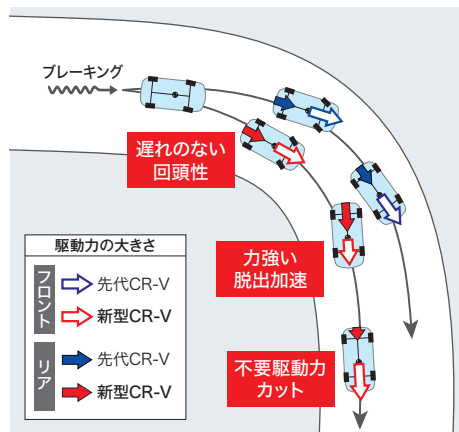 ブレーキング
遅れのない
回頭性
力強い
脱出加速
不要駆動力
カット
駆動力の大きさ
フロント
先代CR-V
新型CR-V
リア
先代CR-V
新型CR-V